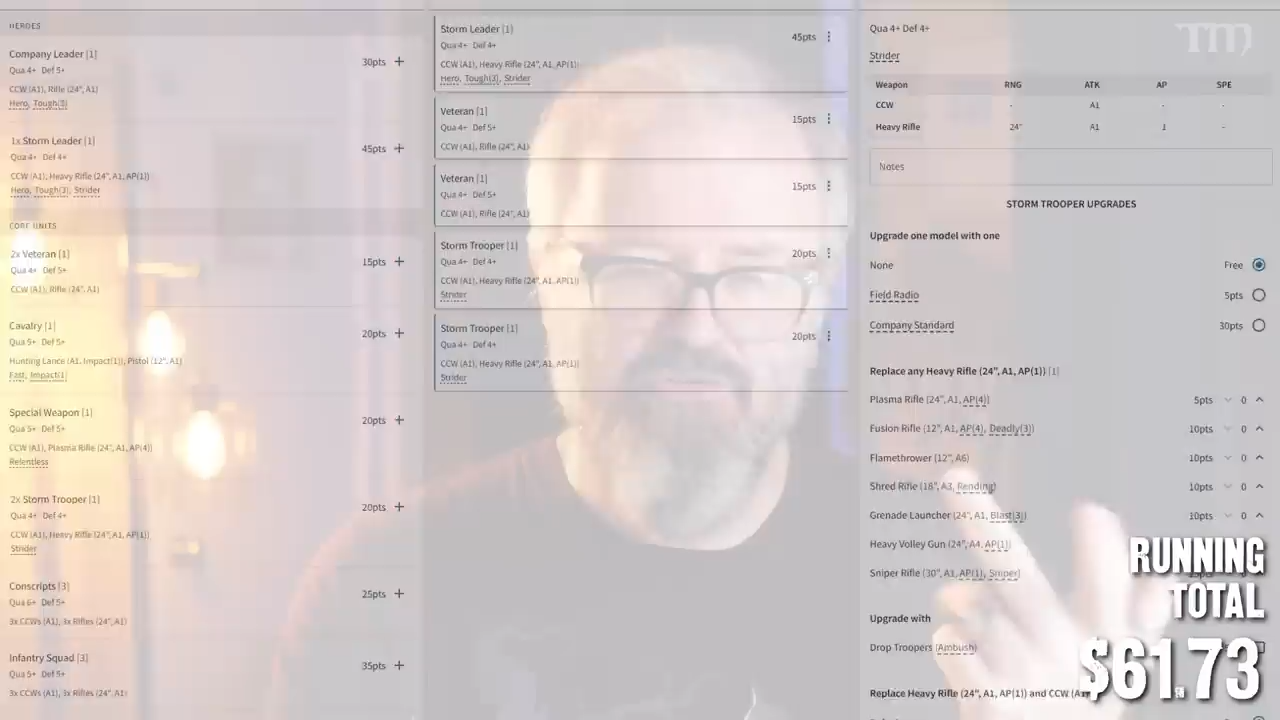 HEROES
Company Leader [1]
Qua 4+ Def 5+
30pts +
CCW (A1), Rifle (24", A1)
Hero, Tough(3)
1x Storm Leader [1]
Qua 4+ Def 4+
45pts +
CCW (A1), Heavy Rifle (24", A1, AP(1))
Hero, Tough(3), Strider
CORE UNITS
2x Veteran [1]
Qua 4+ Def 5+
15pts +
CCW (A1), Rifle (24", A1)
Cavalry [1]
Qua 5+ Def 5+
20pts +
Hunting Lance (A1, Impact(1)), Pistol (12", A1)
Fast, Impact(1)
Special Weapon [1]
Qua 5+ Def 5+
20pts +
CCW (A1), Plasma Rifle (24", A1, AP(4))
Relentless
2x Storm Trooper [1]
Qua 4+ Def 4+
20pts +
CCW (A1), Heavy Rifle (24", A1, AP(1))
Strider
Conscripts [3]
Qua 6+ Def 5+
25pts +
3x CCWs (A1), 3x Rifles (24", A1)
Infantry Squad [3]
Qua 5+ Def 5+
35pts +
3x CCWs (A1), 3x Rifles (24", A1)
Storm Leader [1]
45pts
Qua 4+ Def 4+
CCW (A1), Heavy Rifle (24", A1, AP(1))
Hero, Tough(3), Strider
Veteran [1]
15pts
Qua 4+ Def 5+
CCW (A1), Rifle (24", A1)
Veteran [1]
15pts
Qua 4+ Def 5+
CCW (A1), Rifle (24", A1)
Storm Trooper [1]
20pts
Qua 4+ Def 4+
CCW (A1), Heavy Rifle (24", A1, AP(1))
Strider
Storm Trooper [1]
20pts
Qua 4+ Def 4+
CCW (A1), Heavy Rifle (24", A1, AP(1))
Strider
TM
Qua 4+ Def 4+
Strider
Weapon RNG ATK AP SPE
CCW - A1 - -
Heavy Rifle 24" A1 1 -
Notes
STORM TROOPER UPGRADES
Upgrade one model with one
None Free
Field Radio 5pts
Company Standard 30pts
Replace any Heavy Rifle (24", A1, AP(1)) [1]
Plasma Rifle (24", A1, AP(4)) 5pts 0
Fusion Rifle (12", A1, AP(4), Deadly(3)) 10pts 0
Flamethrower (12", A6) 10pts 0
Shred Rifle (18", A3, Rending) 10pts 0
Grenade Launcher (24", A1, Blast(3)) 10pts 0
Heavy Volley Gun (24", A4, AP(1))
Sniper Rifle (30", A1, AP(1), Sniper)
Upgrade with
Drop Troopers (Ambush)
Replace Heavy Rifle (24", A1, AP(1)) and CCW
RUNNING
TOTAL
$61.73